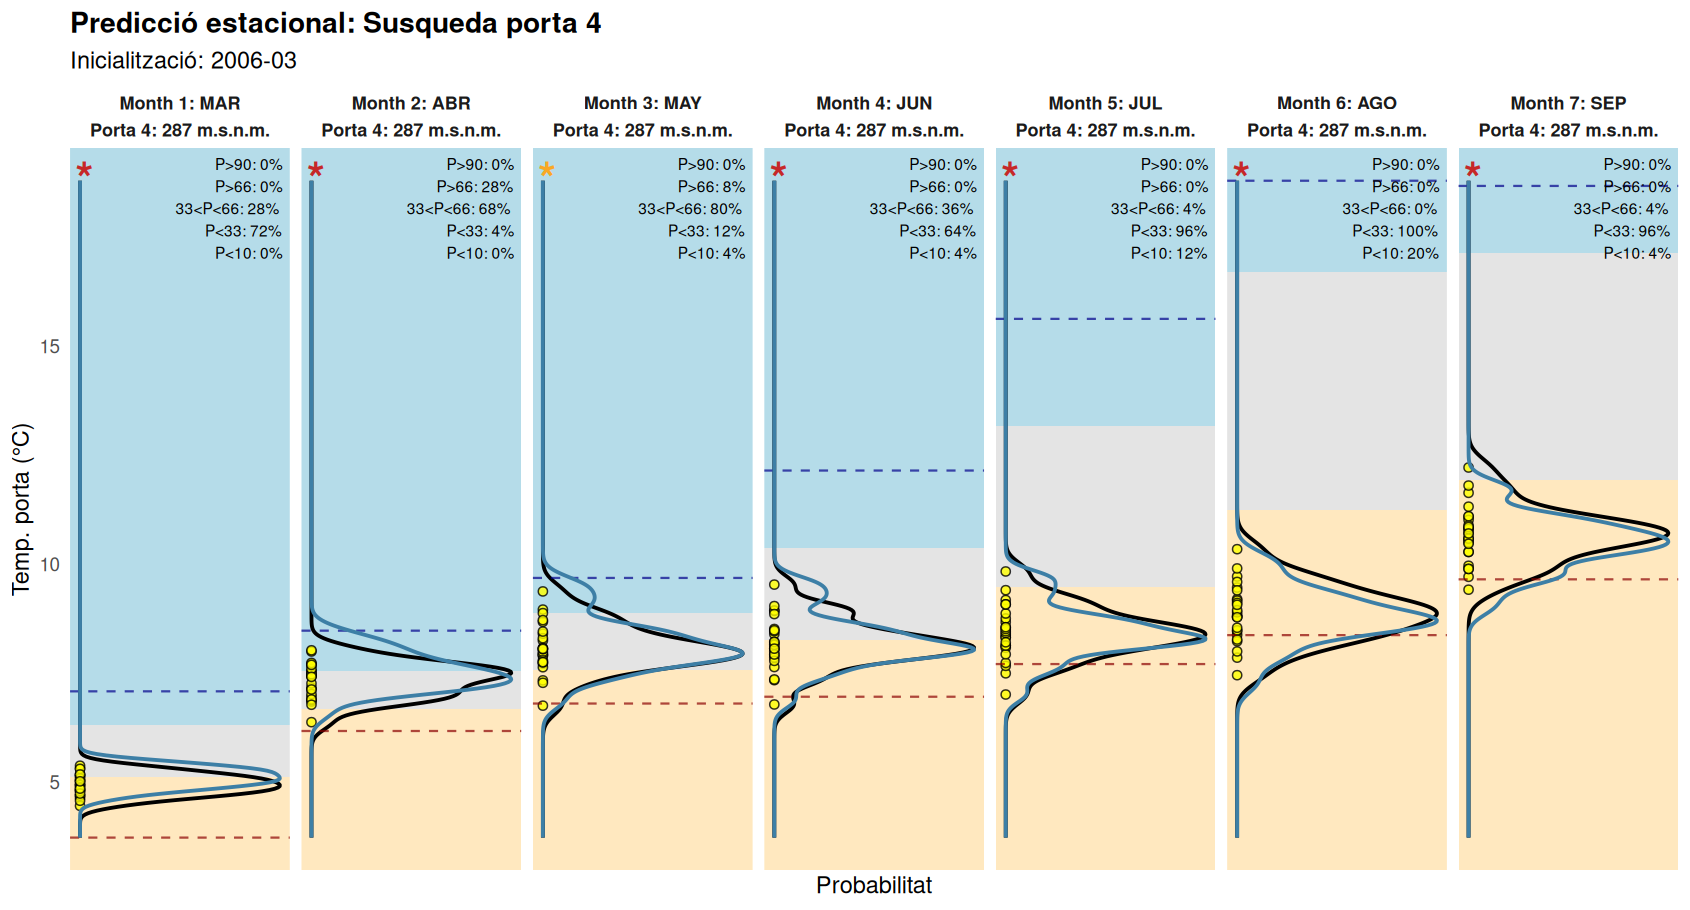 Predicció estacional: Susqueda porta 4
Inicialització: 2006-03
Month 1: MAR
Porta 4: 287 m.s.n.m.
*
P>90: 0%
P>66: 0%
33<P<66: 28%
P<33: 72%
P<10: 0%
Month 2: ABR
Porta 4: 287 m.s.n.m.
*
P>90: 0%
P>66: 28%
33<P<66: 68%
P<33: 4%
P<10: 0%
Month 3: MAY
Porta 4: 287 m.s.n.m.
*
P>90: 0%
P>66: 8%
33<P<66: 80%
P<33: 12%
P<10: 4%
Month 4: JUN
Porta 4: 287 m.s.n.m.
*
P>90: 0%
P>66: 0%
33<P<66: 36%
P<33: 64%
P<10: 4%
Month 5: JUL
Porta 4: 287 m.s.n.m.
*
P>90: 0%
P>66: 0%
33<P<66: 4%
P<33: 96%
P<10: 12%
Month 6: AGO
Porta 4: 287 m.s.n.m.
*
P>90: 0%
P>66: 0%
33<P<66: 0%
P<33: 100%
P<10: 20%
Month 7: SEP
Porta 4: 287 m.s.n.m.
*
P>90: 0%
P>66: 0%
33<P<66: 4%
P<33: 96%
P<10: 4%
Temp. porta (°C)
15
10
5
Probabilitat